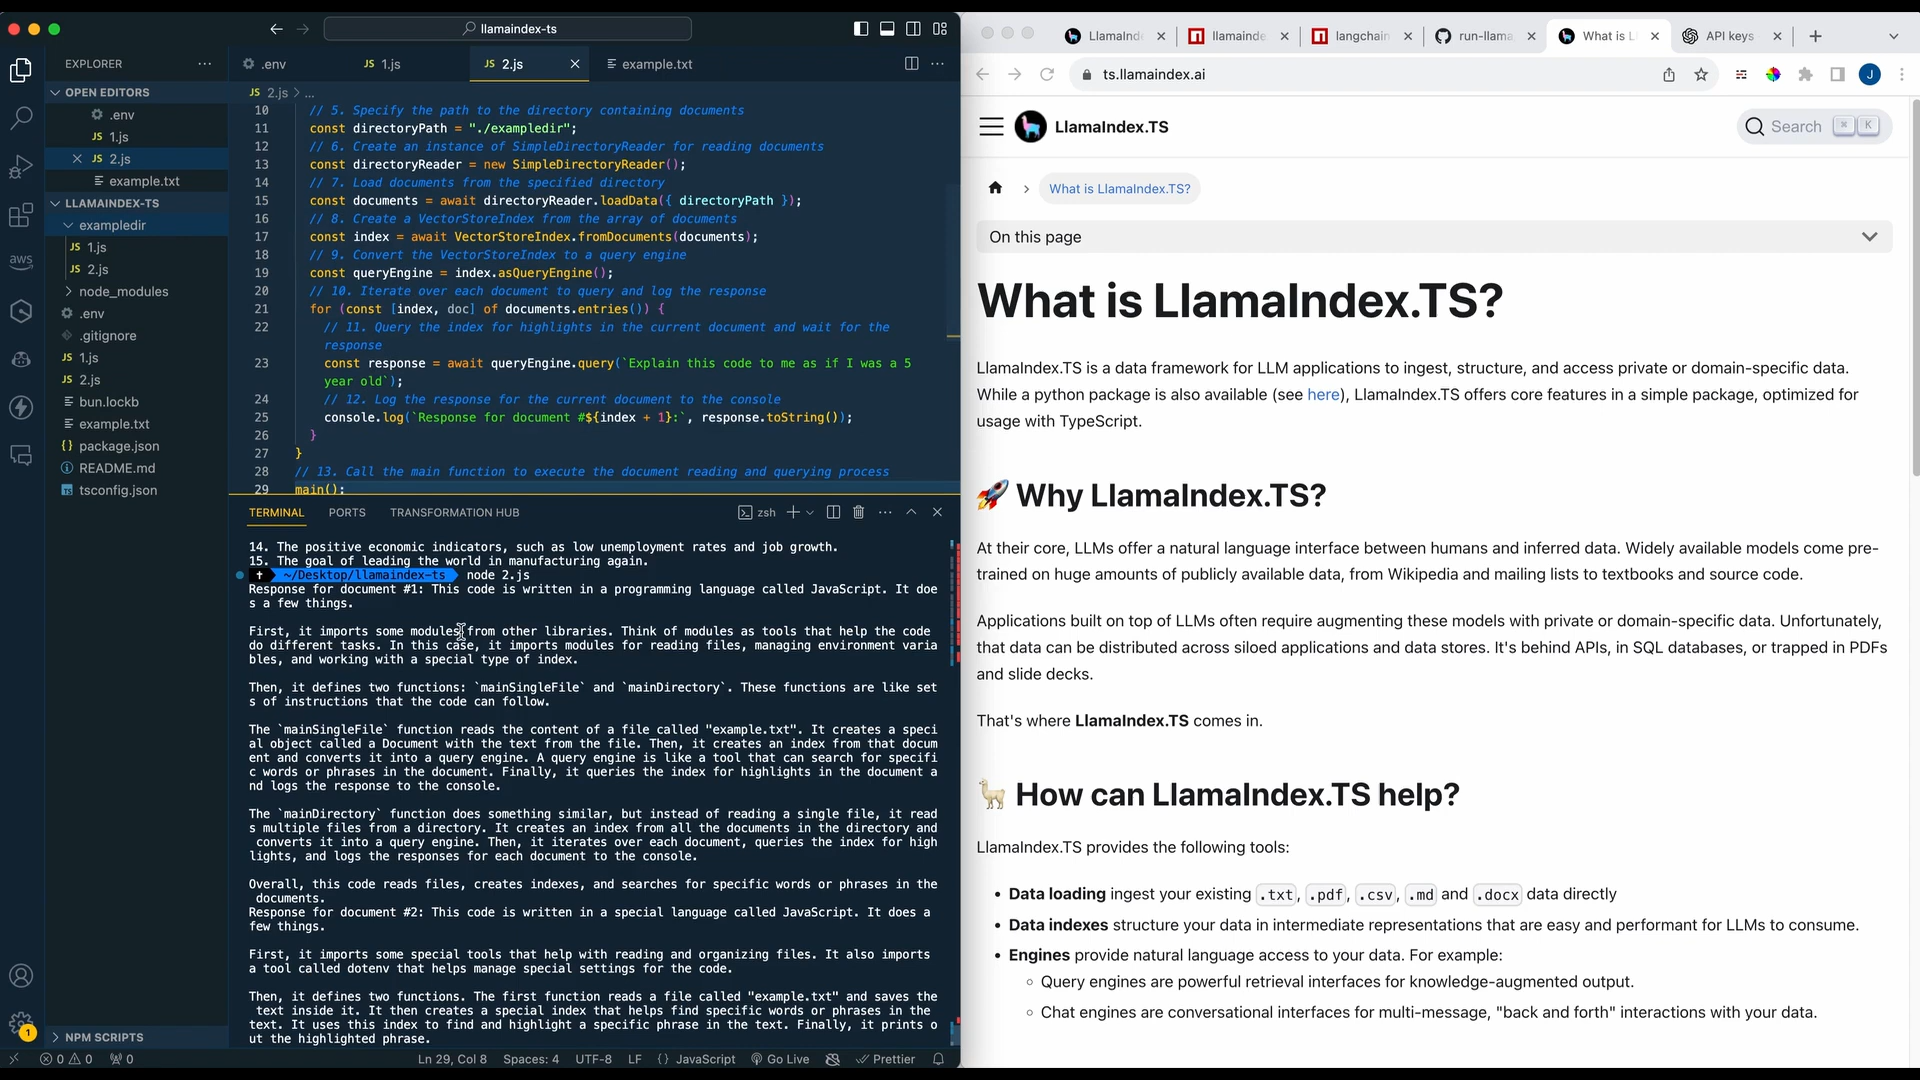 llamaindex-ts
EXPLORER
OPEN EDITORS
.env
JS 1.js
JS 2.js
example.txt
LLAMAINDEX-TS
exampledir
JS 1.js
JS 2.js
node_modules
.env
.gitignore
JS 1.js
JS 2.js
bun.lockb
example.txt
{} package.json
README.md
TS tsconfig.json
NPM SCRIPTS
aws
1
.env
JS 1.js
JS 2.js
example.txt
JS 2.js > ...
10 // 5. Specify the path to the directory containing documents
11 const directoryPath = "./exampledir";
12 // 6. Create an instance of SimpleDirectoryReader for reading documents
13 const directoryReader = new SimpleDirectoryReader();
14 // 7. Load documents from the specified directory
15 const documents = await directoryReader.loadData({ directoryPath });
16 // 8. Create a VectorStoreIndex from the array of documents
17 const index = await VectorStoreIndex.fromDocuments(documents);
18 // 9. Convert the VectorStoreIndex to a query engine
19 const queryEngine = index.asQueryEngine();
20 // 10. Iterate over each document to query and log the response
21 for (const [index, doc] of documents.entries()) {
22 // 11. Query the index for highlights in the current document and wait for the
response
23 const response = await queryEngine.query(`Explain this code to me as if I was a 5
year old`);
24 // 12. Log the response for the current document to the console
25 console.log(`Response for document #${index + 1}:`, response.toString());
26 }
27 }
28 // 13. Call the main function to execute the document reading and querying process
29 main();
TERMINAL PORTS TRANSFORMATION HUB
zsh
14. The positive economic indicators, such as low unemployment rates and job growth.
15. The goal of leading the world in manufacturing again.
~/Desktop/llamaindex-ts node 2.js
Response for document #1: This code is written in a programming language called JavaScript. It doe
s a few things.
First, it imports some modules from other libraries. Think of modules as tools that help the code
do different tasks. In this case, it imports modules for reading files, managing environment varia
bles, and working with a special type of index.
Then, it defines two functions: `mainSingleFile` and `mainDirectory`. These functions are like set
s of instructions that the code can follow.
The `mainSingleFile` function reads the content of a file called "example.txt". It creates a speci
al object called a Document with the text from the file. Then, it creates an index from that docum
ent and converts it into a query engine. A query engine is like a tool that can search for specifi
c words or phrases in the document. Finally, it queries the index for highlights in the document a
nd logs the response to the console.
The `mainDirectory` function does something similar, but instead of reading a single file, it read
s multiple files from a directory. It creates an index from all the documents in the directory and
converts it into a query engine. Then, it iterates over each document, queries the index for high
lights, and logs the responses for each document to the console.
Overall, this code reads files, creates indexes, and searches for specific words or phrases in the
documents.
Response for document #2: This code is written in a special language called JavaScript. It does a
few things.
First, it imports some special tools that help with reading and organizing files. It also imports
a tool called dotenv that helps manage special settings for the code.
Then, it defines two functions. The first function reads a file called "example.txt" and saves the
text inside it. It then creates a special index that helps find specific words or phrases in the
text. It uses this index to find and highlight a specific phrase in the text. Finally, it prints o
ut the highlighted phrase.
0 0 0 Ln 29, Col 8 Spaces: 4 UTF-8 LF {} JavaScript Go Live Prettier
LlamaInd
llamainde
langchain
run-llama
What is L
API keys
ts.llamaindex.ai
J
LlamaIndex.TS
Search ⌘ K
What is LlamaIndex.TS?
On this page
What is LlamaIndex.TS?
LlamaIndex.TS is a data framework for LLM applications to ingest, structure, and access private or domain-specific data.
While a python package is also available (see here), LlamaIndex.TS offers core features in a simple package, optimized for
usage with TypeScript.
🚀 Why LlamaIndex.TS?
At their core, LLMs offer a natural language interface between humans and inferred data. Widely available models come pre-
trained on huge amounts of publicly available data, from Wikipedia and mailing lists to textbooks and source code.
Applications built on top of LLMs often require augmenting these models with private or domain-specific data. Unfortunately,
that data can be distributed across siloed applications and data stores. It's behind APIs, in SQL databases, or trapped in PDFs
and slide decks.
That's where LlamaIndex.TS comes in.
🦙 How can LlamaIndex.TS help?
LlamaIndex.TS provides the following tools:
• Data loading ingest your existing .txt, .pdf, .csv, .md and .docx data directly
• Data indexes structure your data in intermediate representations that are easy and performant for LLMs to consume.
• Engines provide natural language access to your data. For example:
◦ Query engines are powerful retrieval interfaces for knowledge-augmented output.
◦ Chat engines are conversational interfaces for multi-message, "back and forth" interactions with your data.